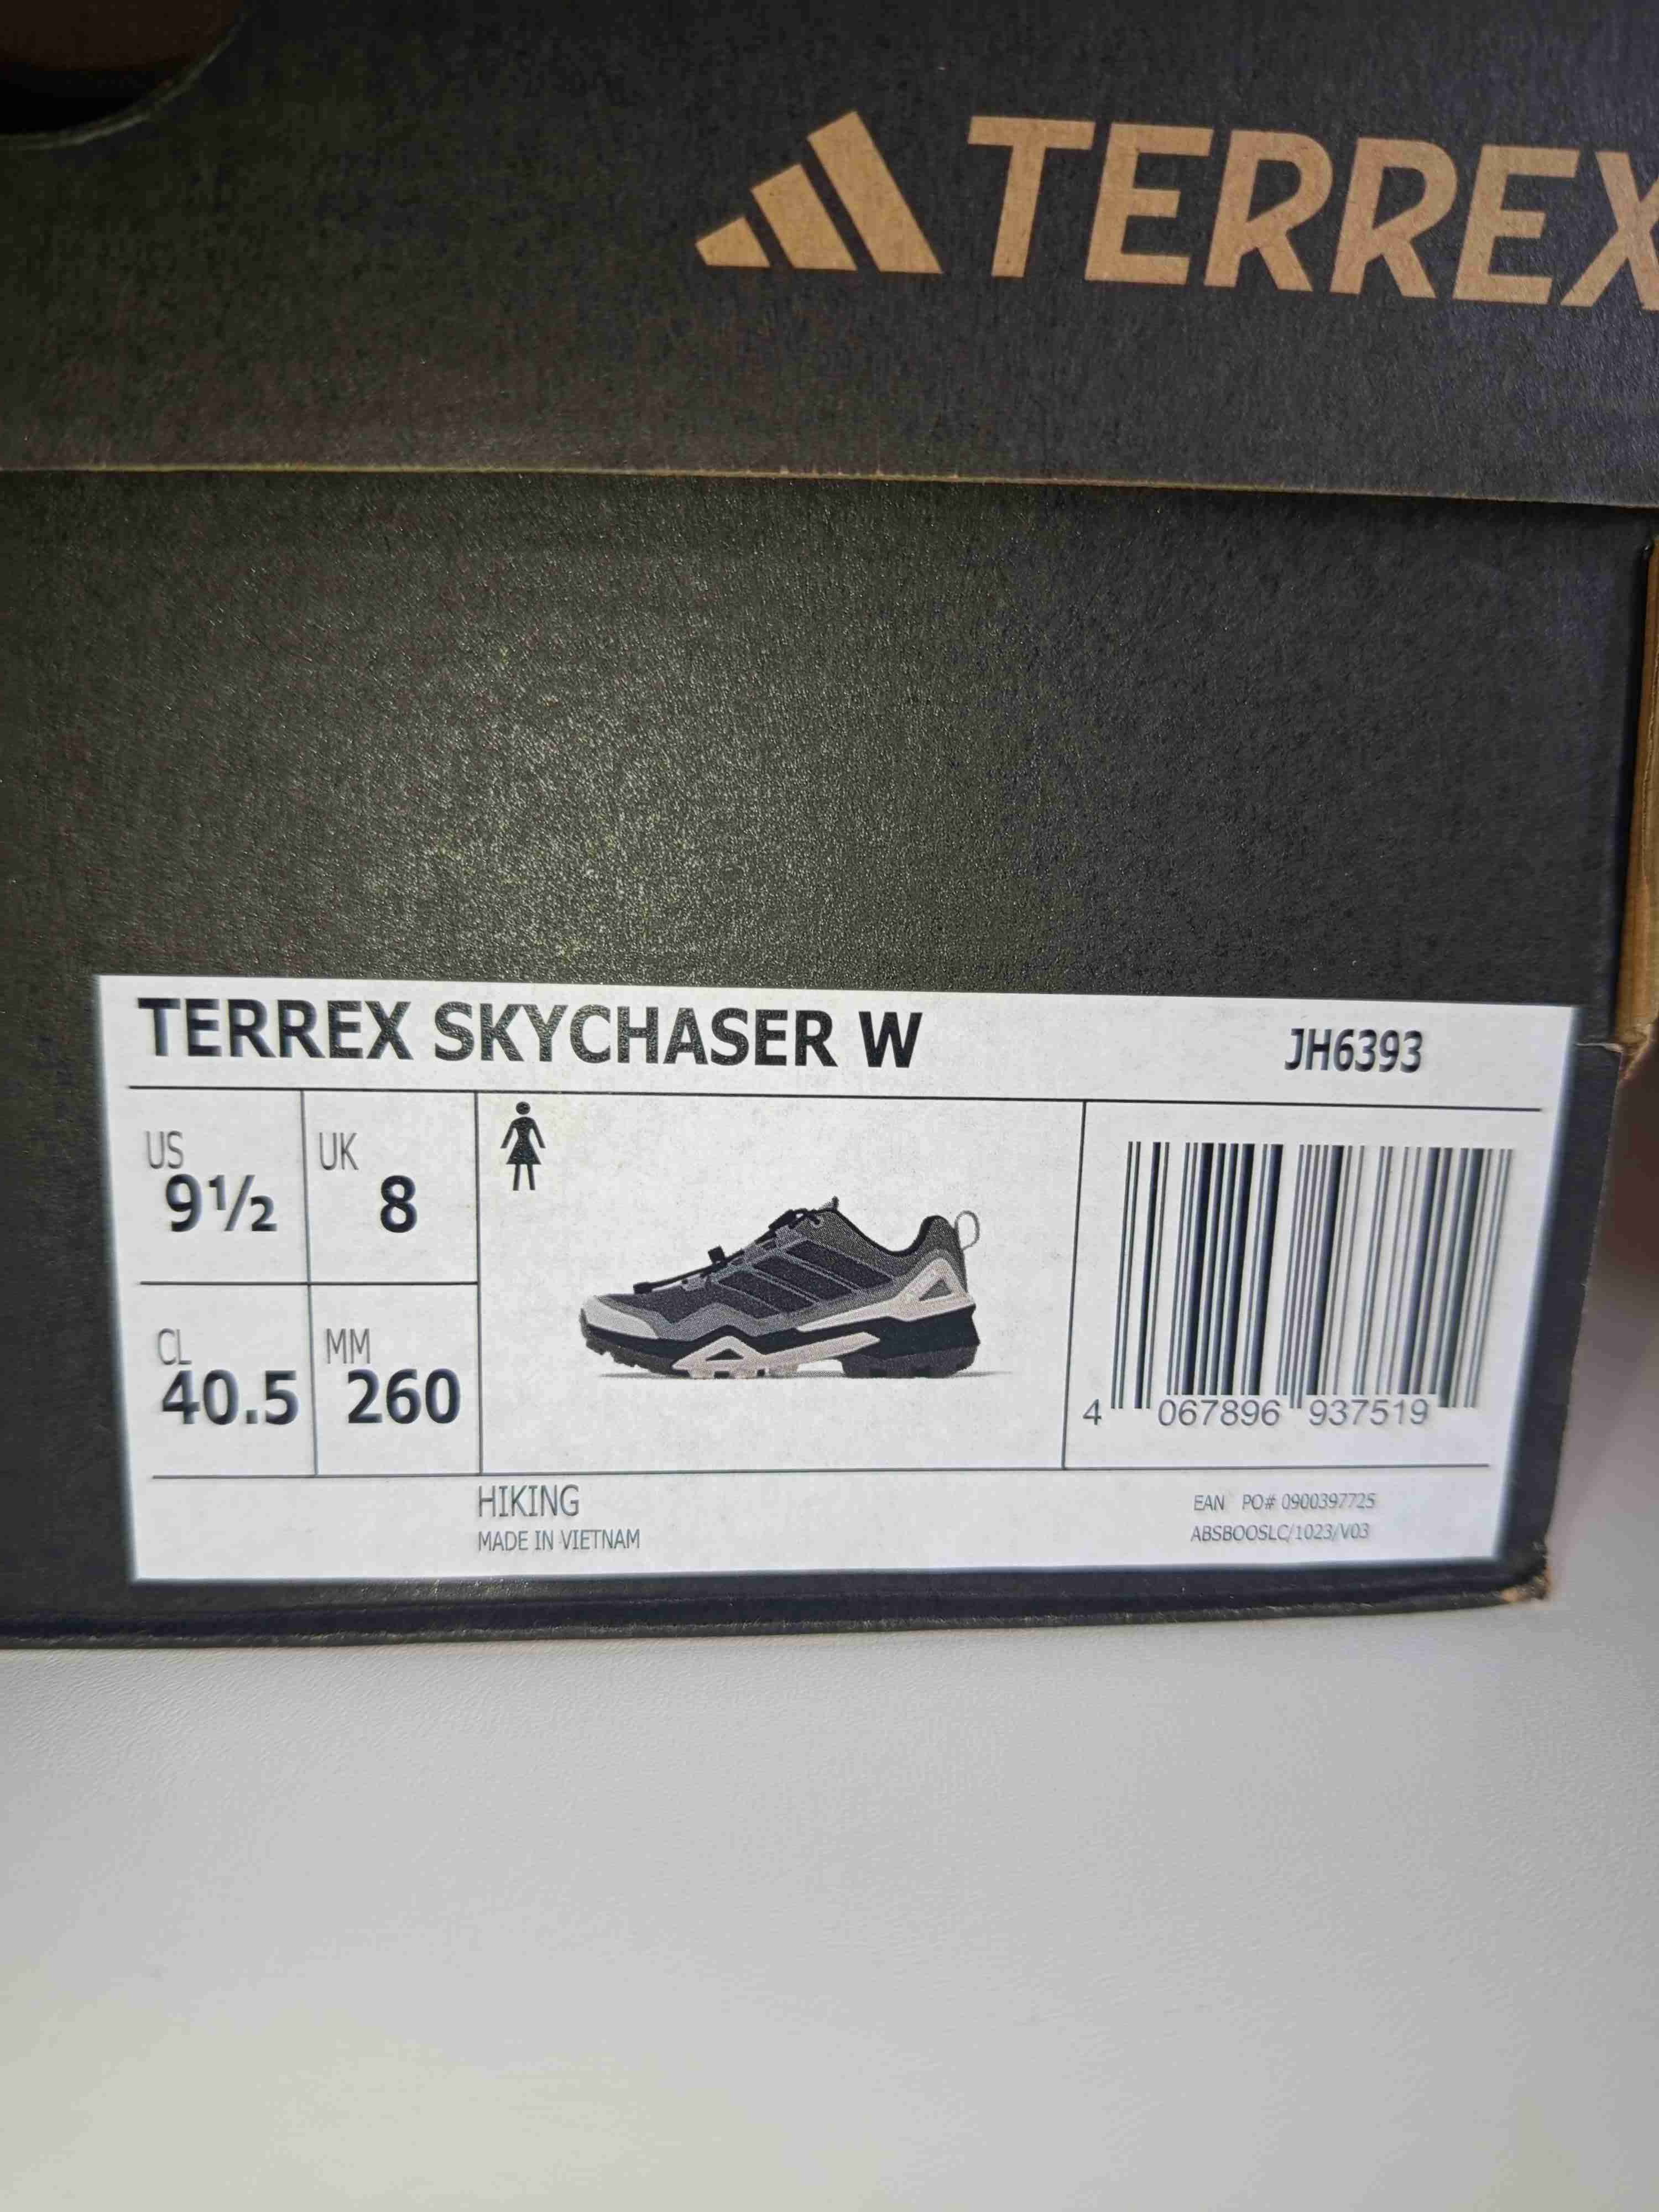 TERREX
TERREX SKYCHASER W
JH6393
US
9½
UK
8
CL
40.5
MM
260
4 067896 937519
HIKING
MADE IN VIETNAM
EAN PO# 0900397725
ABSBOOSLC/1023/V03